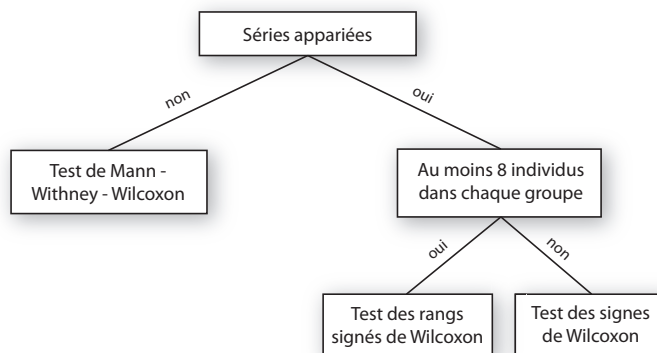 Séries appariées
non
oui
Test de Mann -
Withney - Wilcoxon
Au moins 8 individus
dans chaque groupe
oui
non
Test des rangs
signés de Wilcoxon
Test des signes
de Wilcoxon